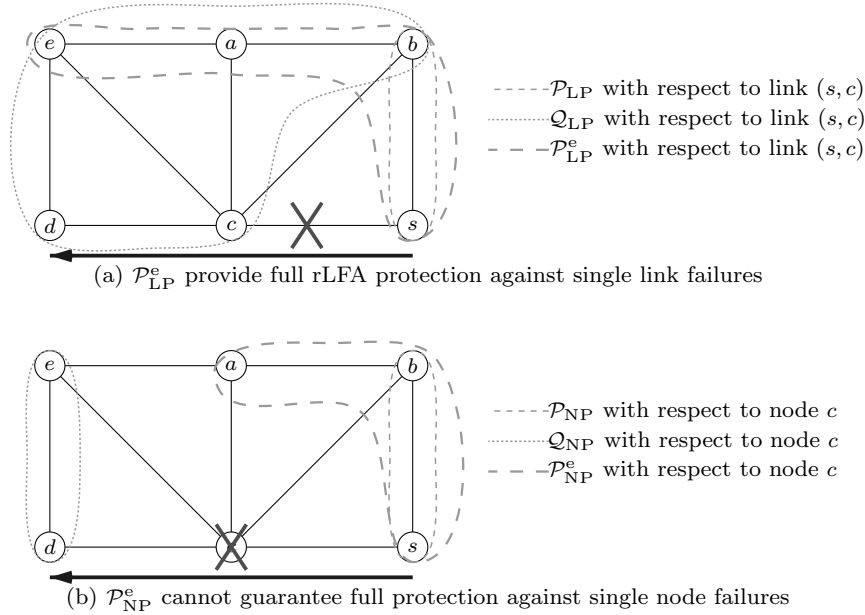 e a b
d c s
𝒫_LP with respect to link (s, c)
𝒬_LP with respect to link (s, c)
𝒫^e_LP with respect to link (s, c)
(a) 𝒫^e_LP provide full rLFA protection against single link failures
e a b
d s
𝒫_NP with respect to node c
𝒬_NP with respect to node c
𝒫^e_NP with respect to node c
(b) 𝒫^e_NP cannot guarantee full protection against single node failures